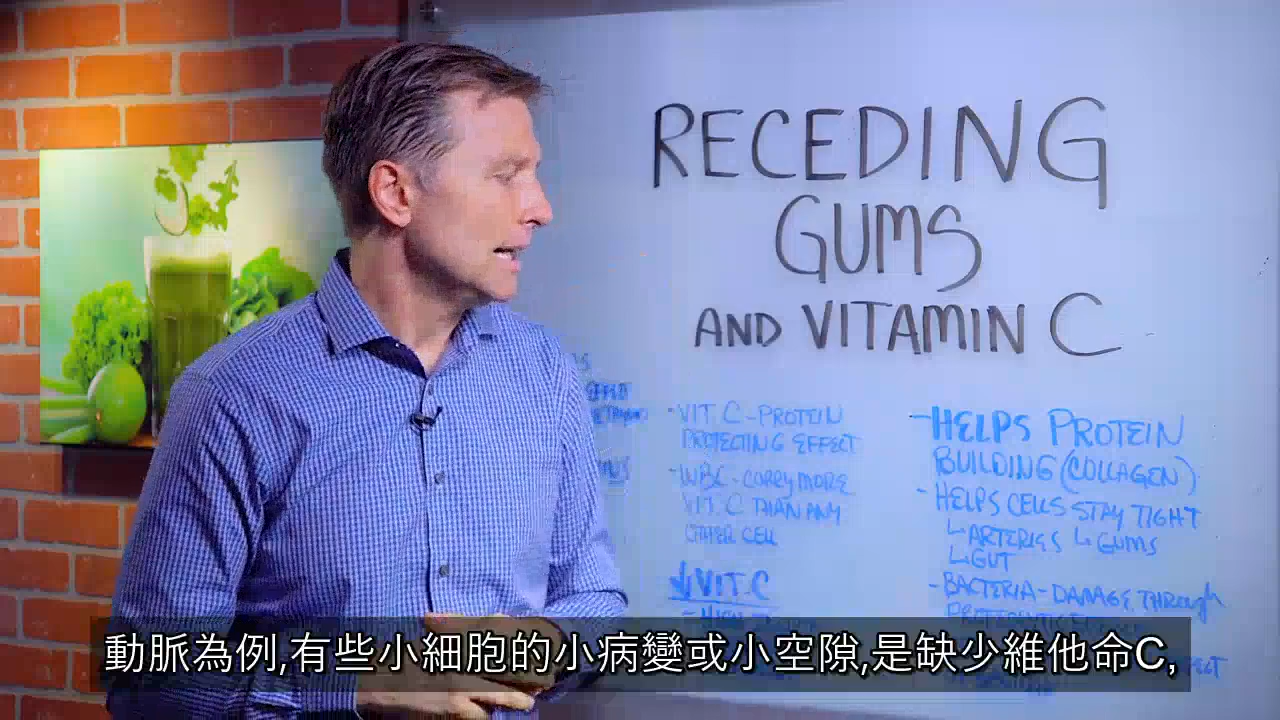 RECEDING
GUMS
AND VITAMIN C
- VIT. C - PROTEIN
PROTECTING EFFECT
- WBC - CARRY MORE
VIT. C THAN ANY
OTHER CELL
↓ VIT. C
- HELPS PROTEIN
BUILDING (COLLAGEN)
- HELPS CELLS STAY TIGHT
↳ ARTERIES ↳ GUMS
↳ GUT
- BACTERIA - DAMAGE THROUGH
動脈為例,有些小細胞的小病變或小空隙,是缺少維他命C,